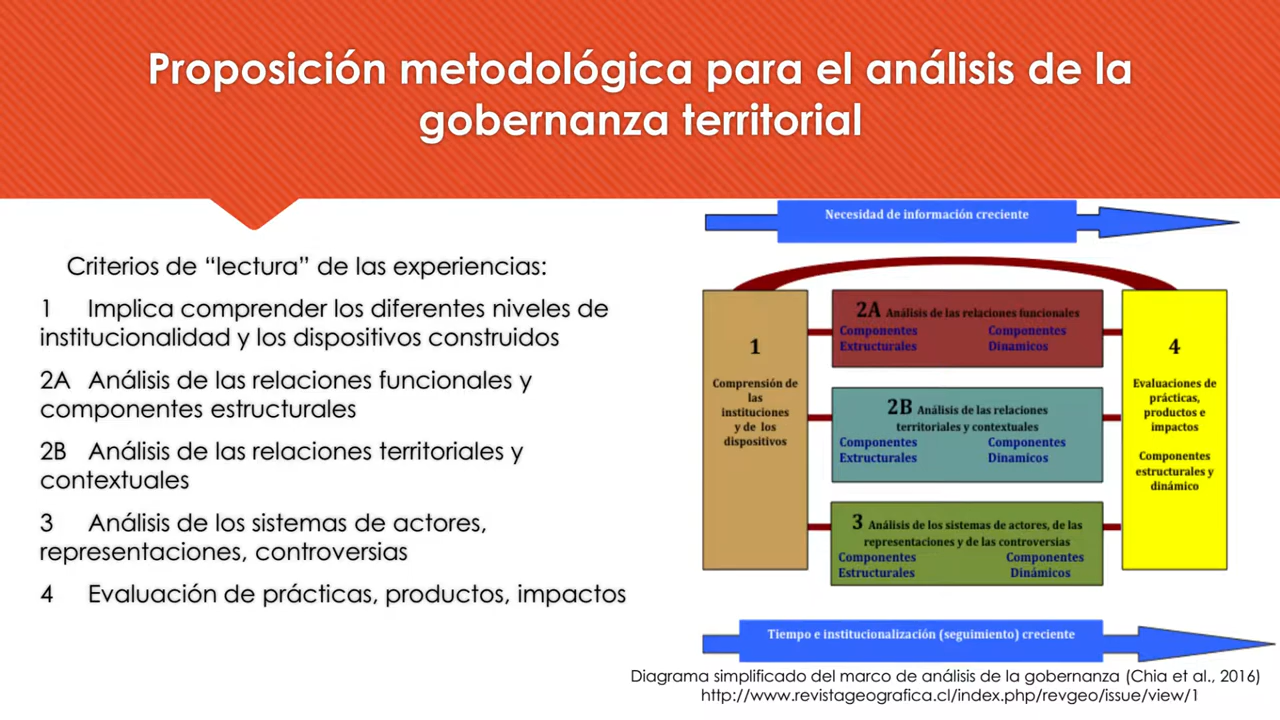 Proposición metodológica para el análisis de la
gobernanza territorial
Criterios de “lectura” de las experiencias:
1 Implica comprender los diferentes niveles de
institucionalidad y los dispositivos construidos
2A Análisis de las relaciones funcionales y
componentes estructurales
2B Análisis de las relaciones territoriales y
contextuales
3 Análisis de los sistemas de actores,
representaciones, controversias
4 Evaluación de prácticas, productos, impactos
Necesidad de información creciente
1
Comprensión de
las
instituciones
y de los
dispositivos
2A Análisis de las relaciones funcionales
Componentes Componentes
Extructurales Dinamicos
2B Análisis de las relaciones
territoriales y contextuales
Componentes Componentes
Extructurales Dinamicos
3 Análisis de los sistemas de actores, de las
representaciones y de las controversias
Componentes Componentes
Estructurales Dinámicos
4
Evaluaciones de
prácticas,
productos e
impactos
Componentes
estructurales y
dinámico
Tiempo e institucionalización (seguimiento) creciente
Diagrama simplificado del marco de análisis de la gobernanza (Chia et al., 2016)
http://www.revistageografica.cl/index.php/revgeo/issue/view/1